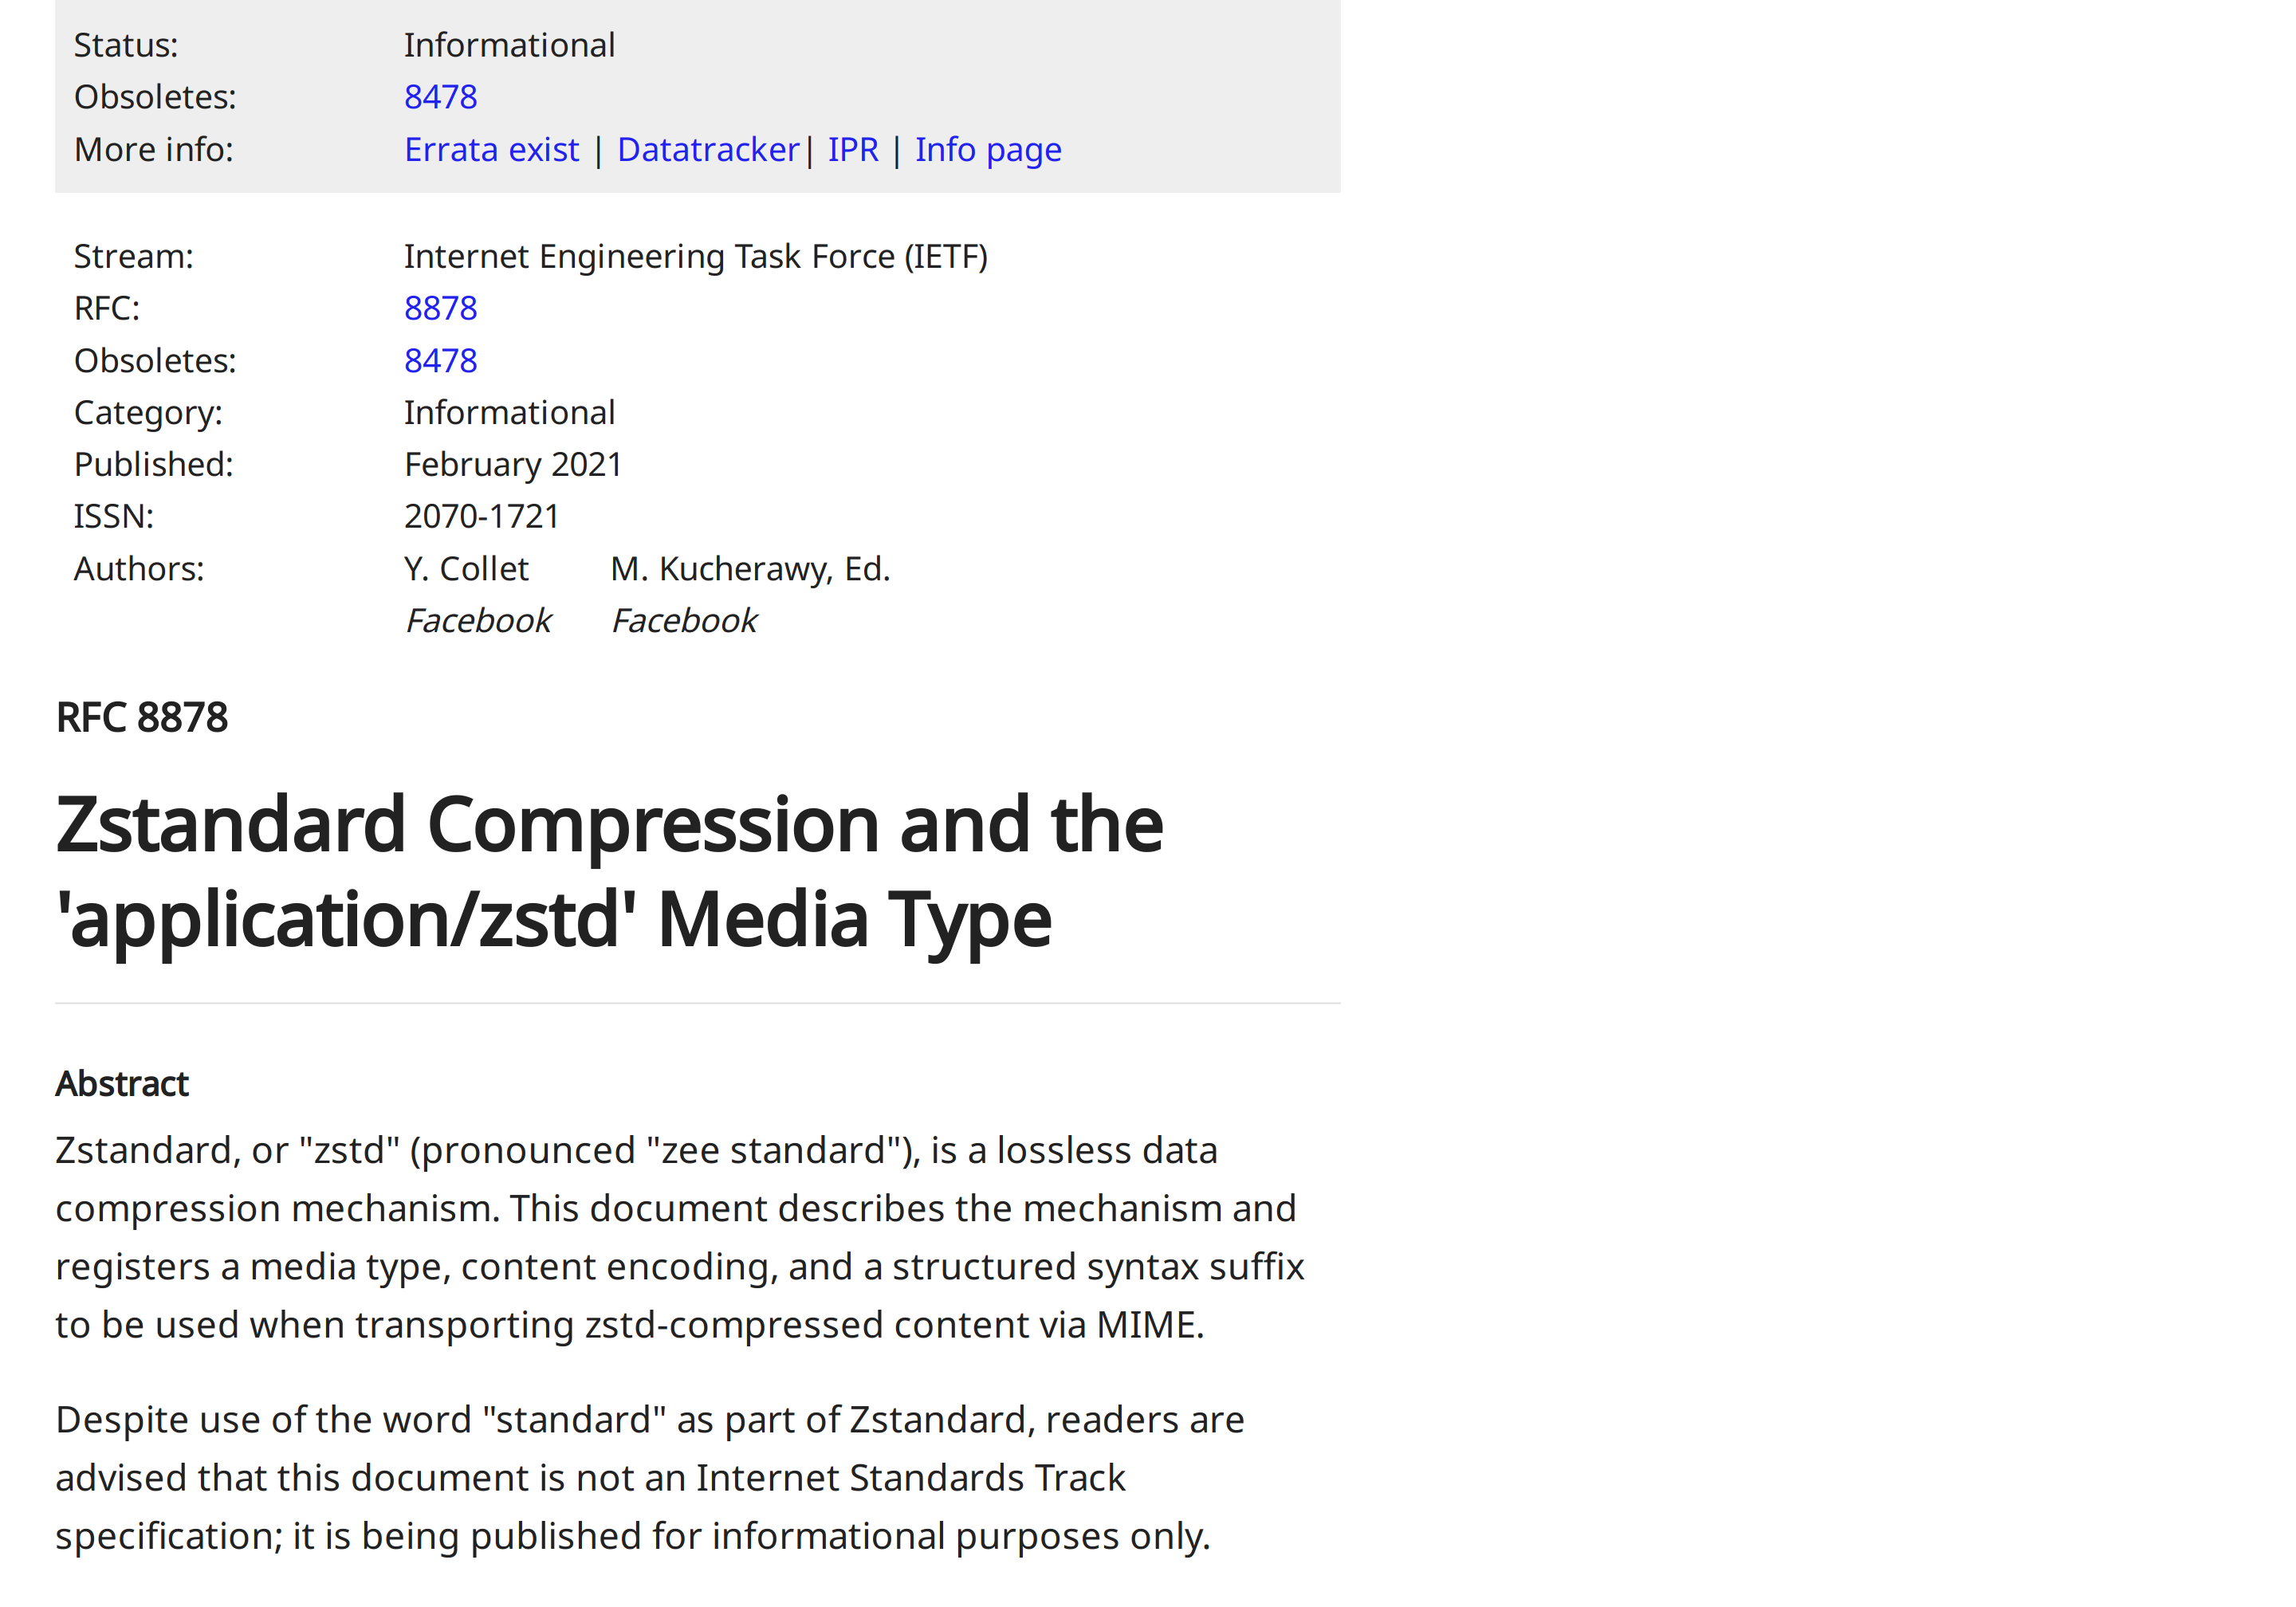 Status: Informational
Obsoletes: 8478
More info: Errata exist | Datatracker| IPR | Info page
Stream: Internet Engineering Task Force (IETF)
RFC: 8878
Obsoletes: 8478
Category: Informational
Published: February 2021
ISSN: 2070-1721
Authors: Y. Collet M. Kucherawy, Ed.
Facebook Facebook
RFC 8878
Zstandard Compression and the
'application/zstd' Media Type
Abstract
Zstandard, or "zstd" (pronounced "zee standard"), is a lossless data
compression mechanism. This document describes the mechanism and
registers a media type, content encoding, and a structured syntax suffix
to be used when transporting zstd-compressed content via MIME.
Despite use of the word "standard" as part of Zstandard, readers are
advised that this document is not an Internet Standards Track
specification; it is being published for informational purposes only.